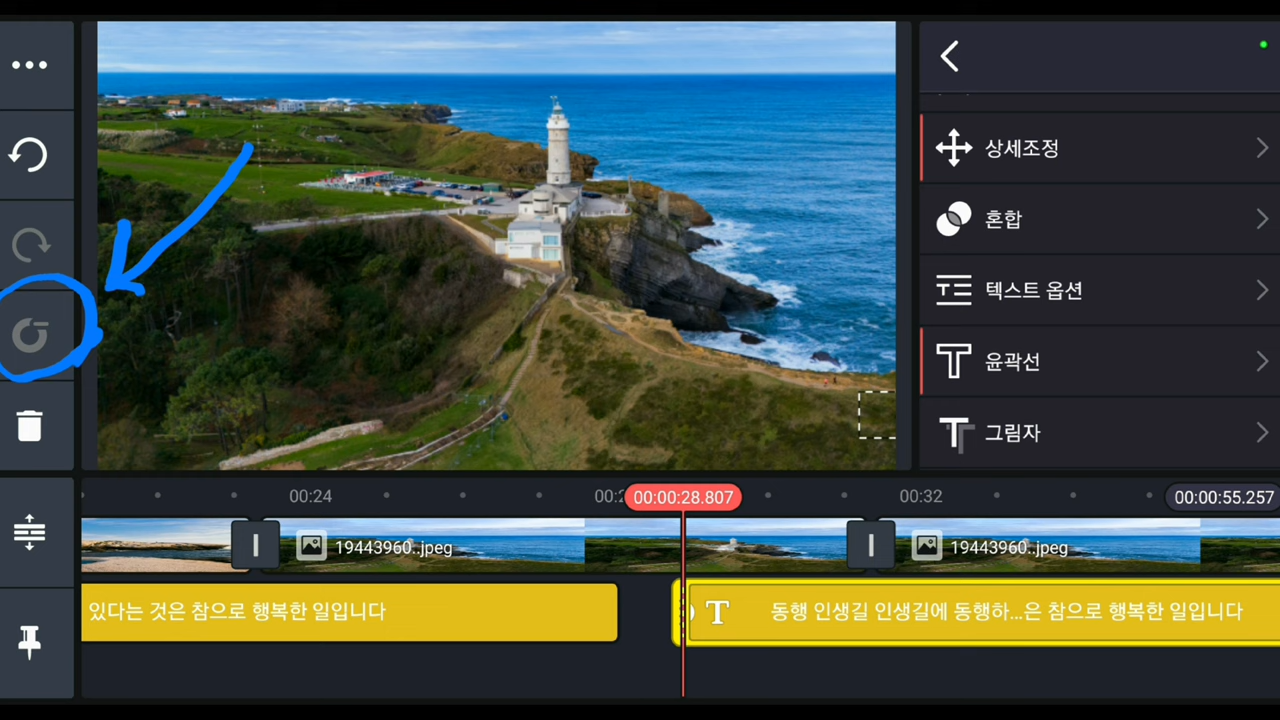 상세조정
혼합
텍스트 옵션
윤곽선
그림자
00:24
00:2
00:00:28.807
00:32
00:00:55.257
19443960..jpeg
19443960..jpeg
있다는 것은 참으로 행복한 일입니다
T 동행 인생길 인생길에 동행하...은 참으로 행복한 일입니다